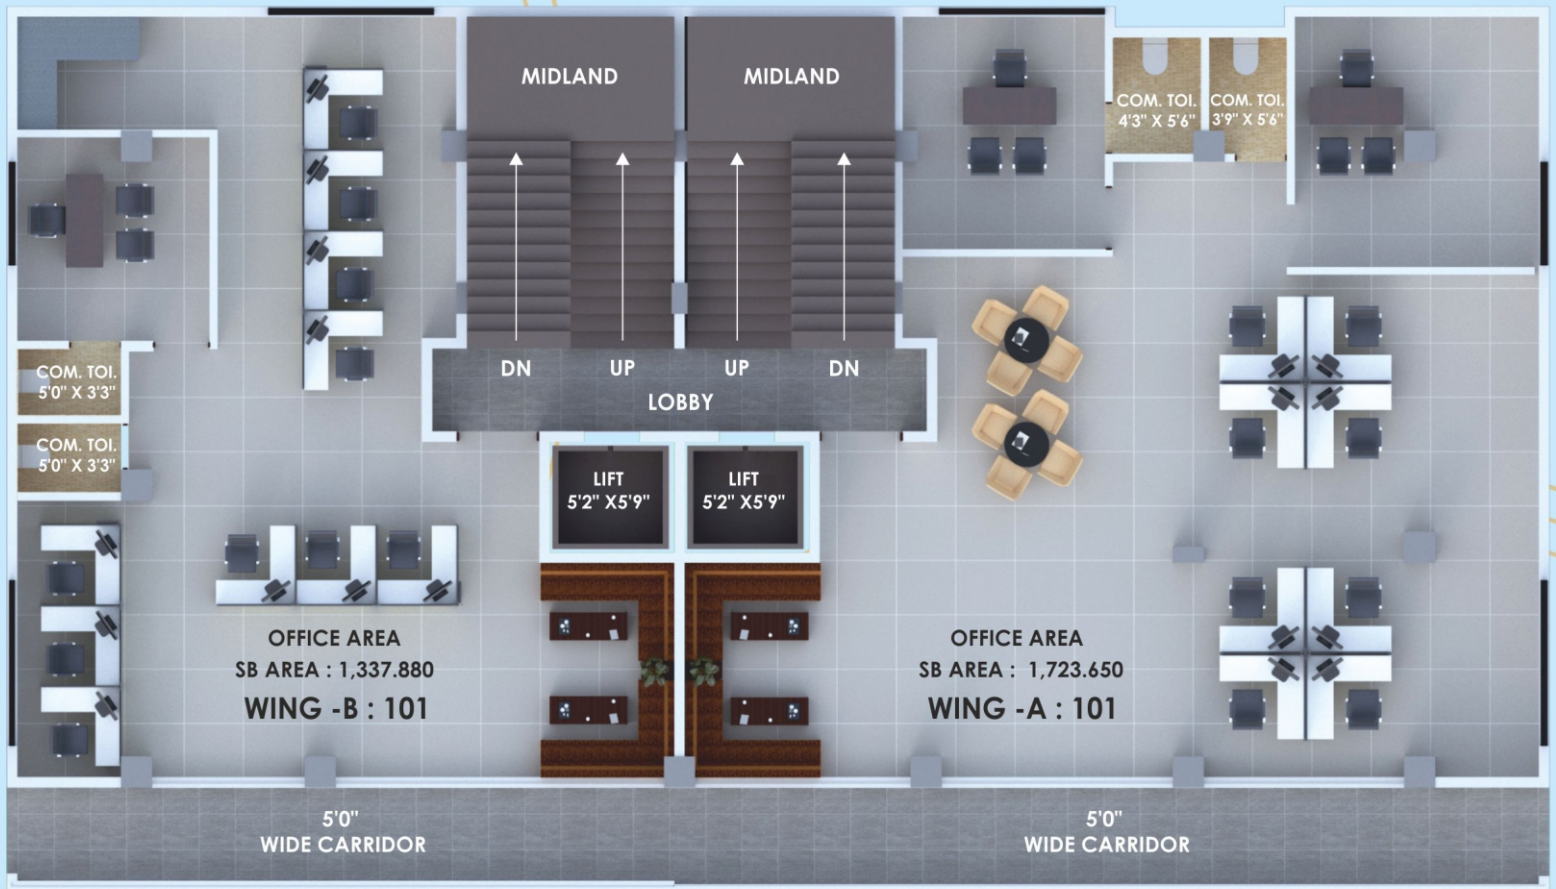 MIDLAND
MIDLAND
COM. TOI.
4'3" X 5'6"
COM. TOI.
3'9" X 5'6"
DN
UP
UP
DN
LOBBY
COM. TOI.
5'0" X 3'3"
COM. TOI.
5'0" X 3'3"
LIFT
5'2" X5'9"
LIFT
5'2" X5'9"
OFFICE AREA
SB AREA : 1,337.880
WING -B : 101
OFFICE AREA
SB AREA : 1,723.650
WING -A : 101
5'0"
WIDE CARRIDOR
5'0"
WIDE CARRIDOR